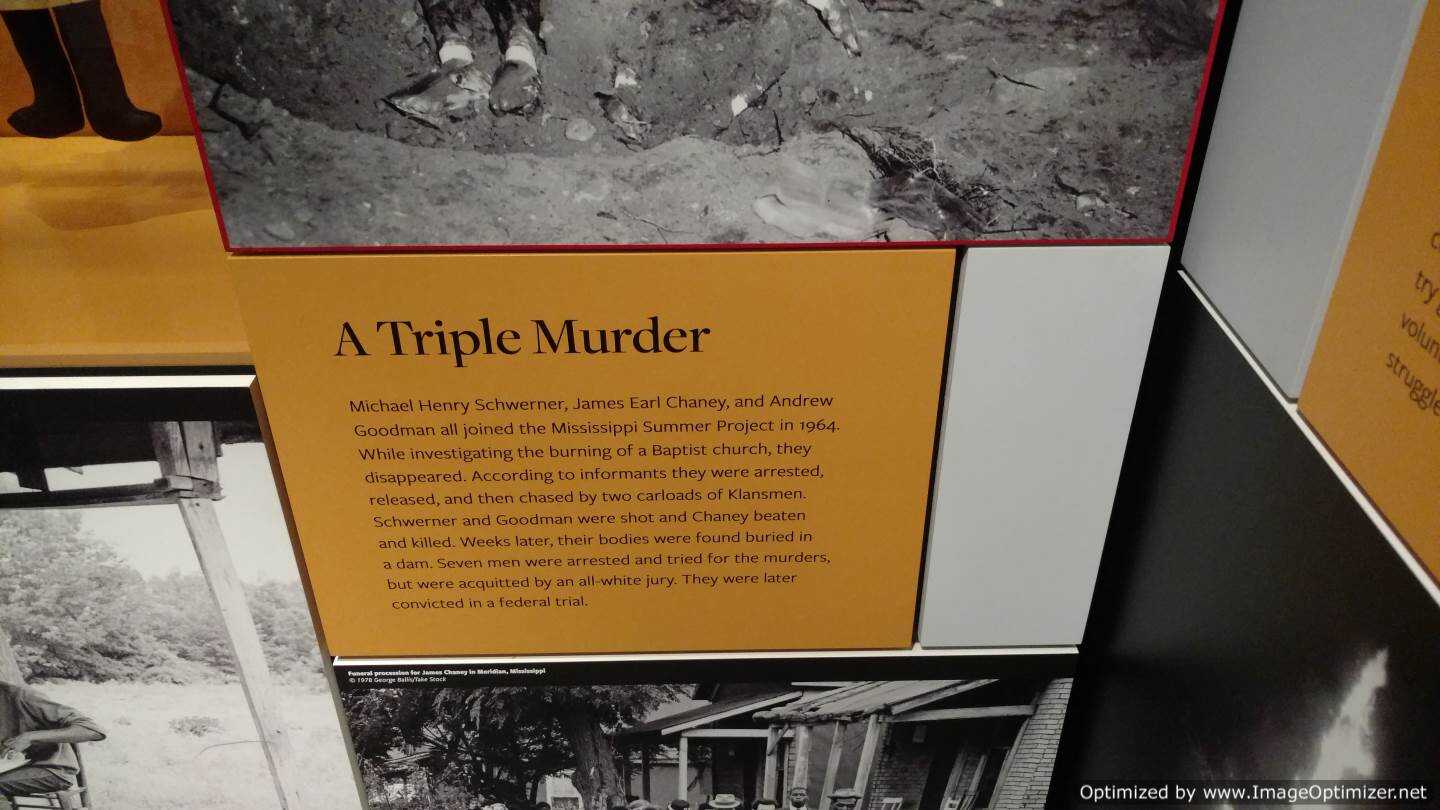 A Triple Murder
Michael Henry Schwerner, James Earl Chaney, and Andrew
Goodman all joined the Mississippi Summer Project in 1964.
While investigating the burning of a Baptist church, they
disappeared. According to informants they were arrested,
released, and then chased by two carloads of Klansmen.
Schwerner and Goodman were shot and Chaney beaten
and killed. Weeks later, their bodies were found buried in
a dam. Seven men were arrested and tried for the murders,
but were acquitted by an all-white jury. They were later
convicted in a federal trial.
Funeral procession for James Chaney in Meridian, Mississippi
© 1978 George Ballis/Take Stock
try
struggle
Optimized by www.ImageOptimizer.net